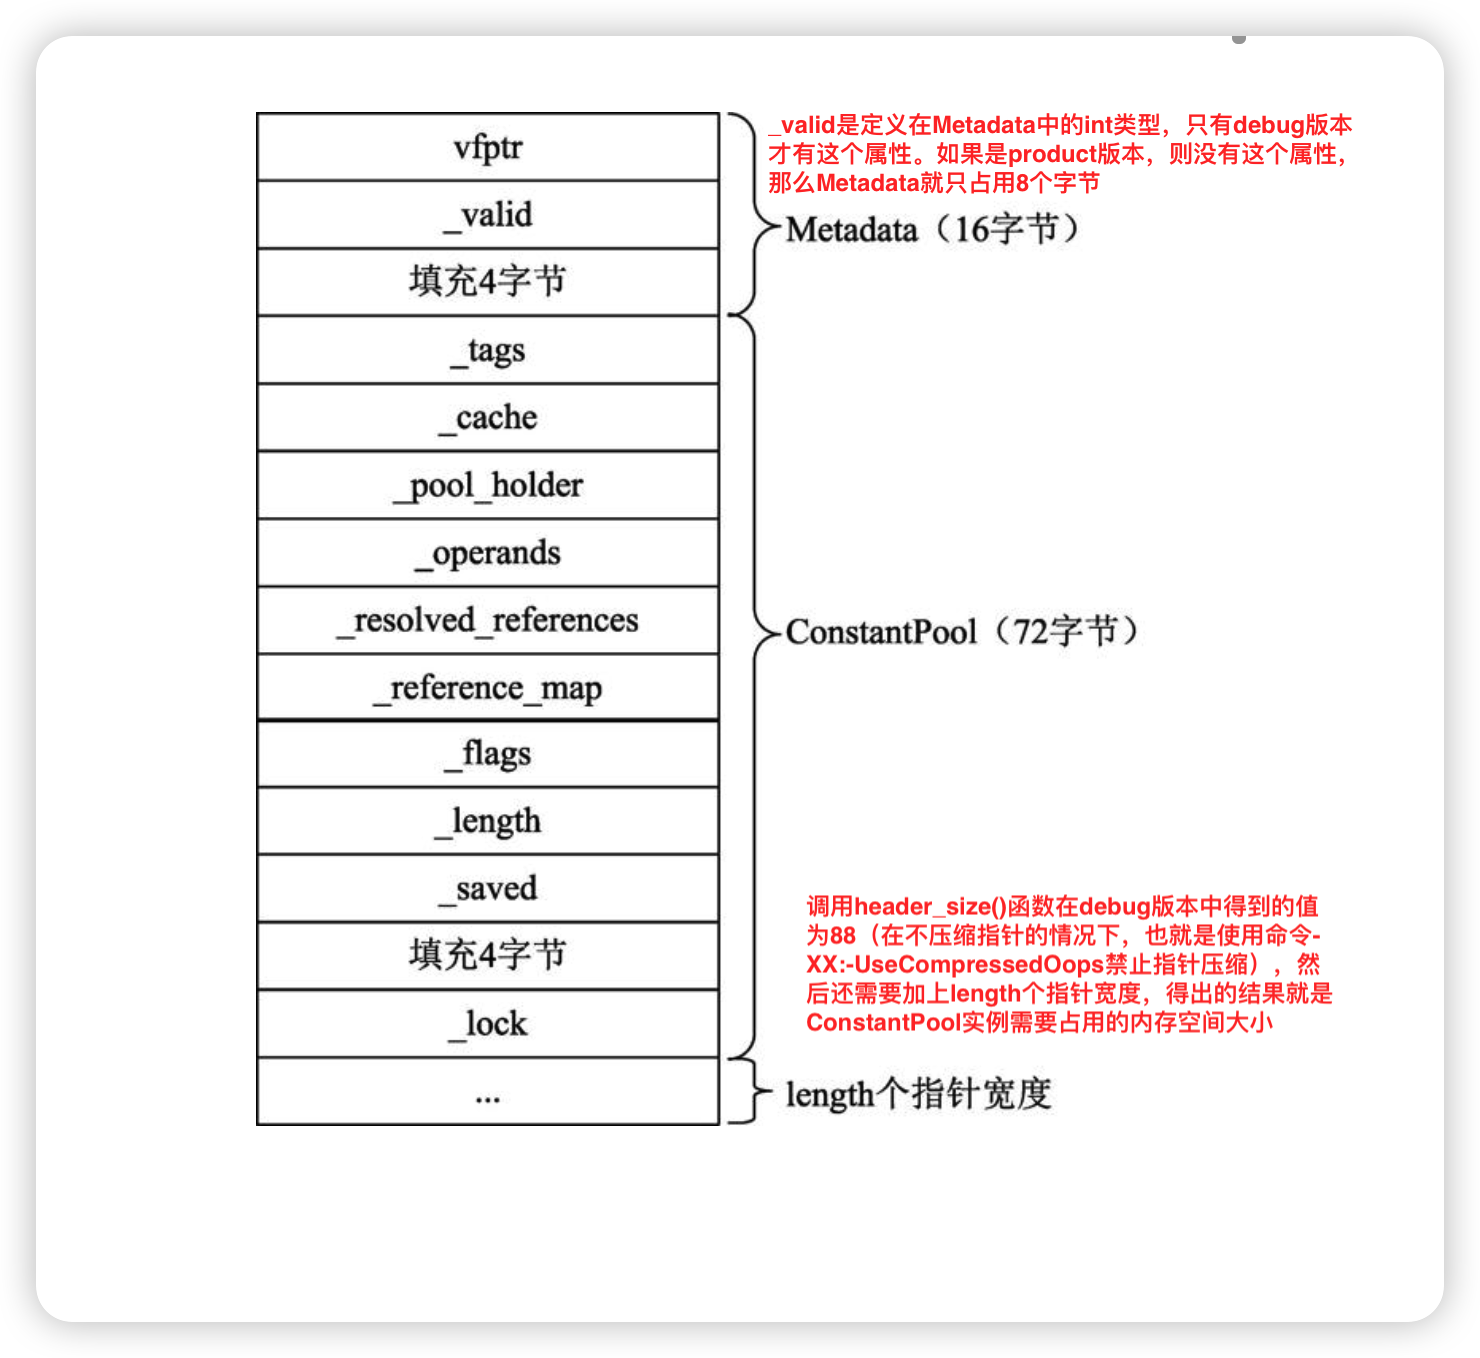 vfptr
_valid
填充4字节
_tags
_cache
_pool_holder
_operands
_resolved_references
_reference_map
_flags
_length
_saved
填充4字节
_lock
...
_valid是定义在Metadata中的int类型，只有debug版本
才有这个属性。如果是product版本，则没有这个属性，
那么Metadata就只占用8个字节
Metadata（16字节）
ConstantPool（72字节）
调用header_size()函数在debug版本中得到的值
为88（在不压缩指针的情况下，也就是使用命令-
XX:-UseCompressedOops禁止指针压缩），然
后还需要加上length个指针宽度，得出的结果就是
ConstantPool实例需要占用的内存空间大小
length个指针宽度